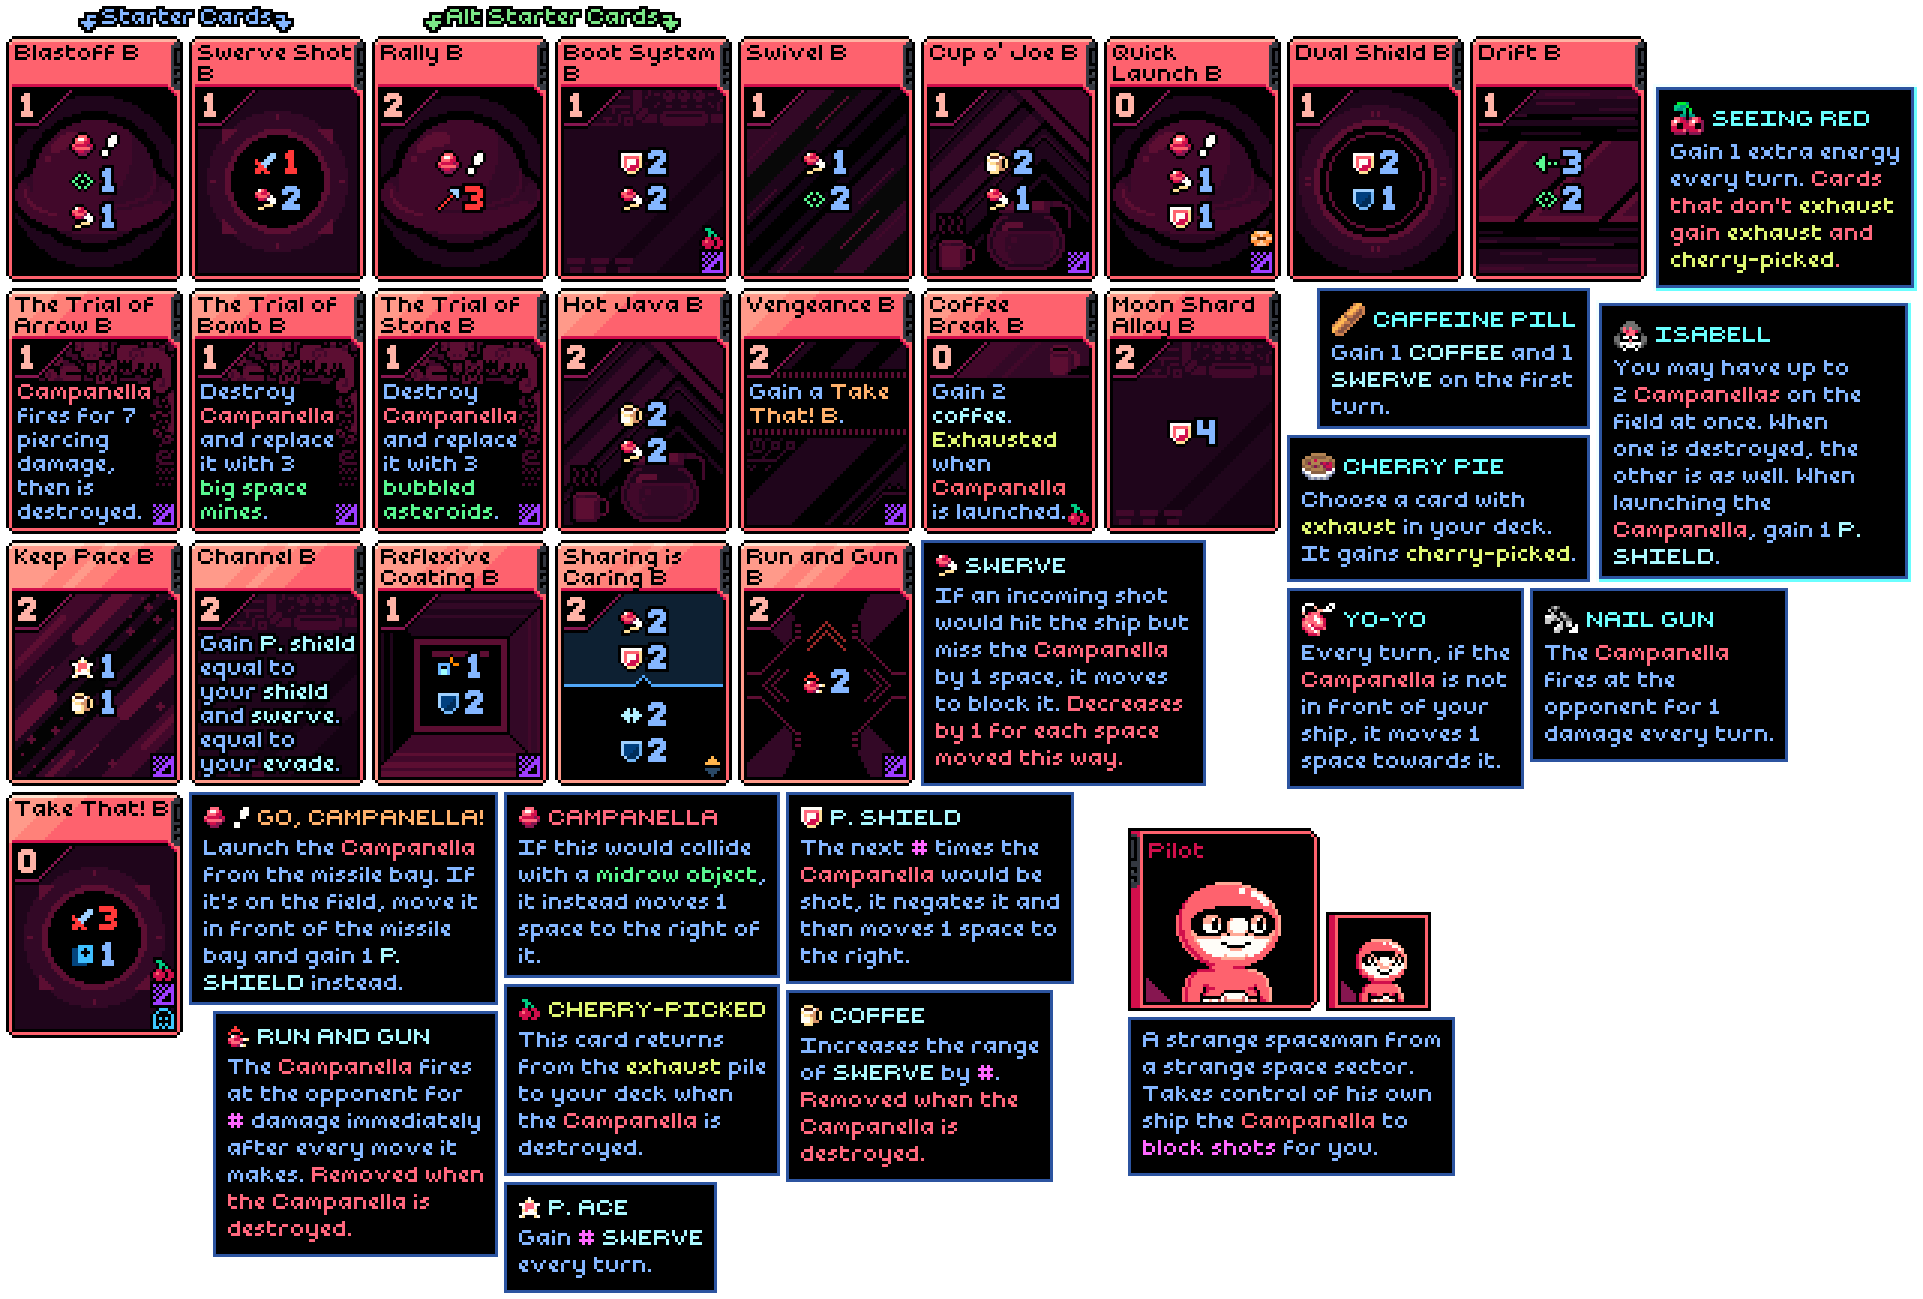 Starter Cards
Alt Starter Cards
Blastoff B
1
1
1
Swerve Shot
B
1
1
2
Rally B
2
3
Boot System
B
1
2
2
Swivel B
1
1
2
Cup o' Joe B
1
2
1
Quick
Launch B
0
1
1
Dual Shield B
1
2
1
Drift B
1
3
2
SEEING RED
Gain 1 extra energy
every turn. Cards
that don't exhaust
gain exhaust and
cherry-picked.
The Trial of
Arrow B
1
Campanella
fires for 7
piercing
damage,
then is
destroyed.
The Trial of
Bomb B
1
Destroy
Campanella
and replace
it with 3
big space
mines.
The Trial of
Stone B
1
Destroy
Campanella
and replace
it with 3
bubbled
asteroids.
Hot Java B
2
2
2
Vengeance B
2
Gain a Take
That! B.
Coffee
Break B
0
Gain 2
coffee.
Exhausted
when
Campanella
is launched.
Moon Shard
Alloy B
2
4
CAFFEINE PILL
Gain 1 COFFEE and 1
SWERVE on the first
turn.
ISABELL
You may have up to
2 Campanellas on the
field at once. When
one is destroyed, the
other is as well. When
launching the
Campanella, gain 1 P.
SHIELD.
CHERRY PIE
Choose a card with
exhaust in your deck.
It gains cherry-picked.
Keep Pace B
2
1
1
Channel B
2
Gain P. shield
equal to
your shield
and swerve.
equal to
your evade.
Reflexive
Coating B
1
1
2
Sharing is
Caring B
2
2
2
2
2
Run and Gun
B
2
2
SWERVE
If an incoming shot
would hit the ship but
miss the Campanella
by 1 space, it moves
to block it. Decreases
by 1 for each space
moved this way.
YO-YO
Every turn, if the
Campanella is not
in front of your
ship, it moves 1
space towards it.
NAIL GUN
The Campanella
fires at the
opponent for 1
damage every turn.
Take That! B
0
3
1
GO, CAMPANELLA!
Launch the Campanella
from the missile bay. If
it's on the field, move it
in front of the missile
bay and gain 1 P.
SHIELD instead.
CAMPANELLA
If this would collide
with a midrow object,
it instead moves 1
space to the right of
it.
P. SHIELD
The next # times the
Campanella would be
shot, it negates it and
then moves 1 space to
the right.
Pilot
RUN AND GUN
The Campanella fires
at the opponent for
# damage immediately
after every move it
makes. Removed when
the Campanella is
destroyed.
CHERRY-PICKED
This card returns
from the exhaust pile
to your deck when
the Campanella is
destroyed.
COFFEE
Increases the range
of SWERVE by #.
Removed when the
Campanella is
destroyed.
A strange spaceman from
a strange space sector.
Takes control of his own
ship the Campanella to
block shots for you.
P. ACE
Gain # SWERVE
every turn.